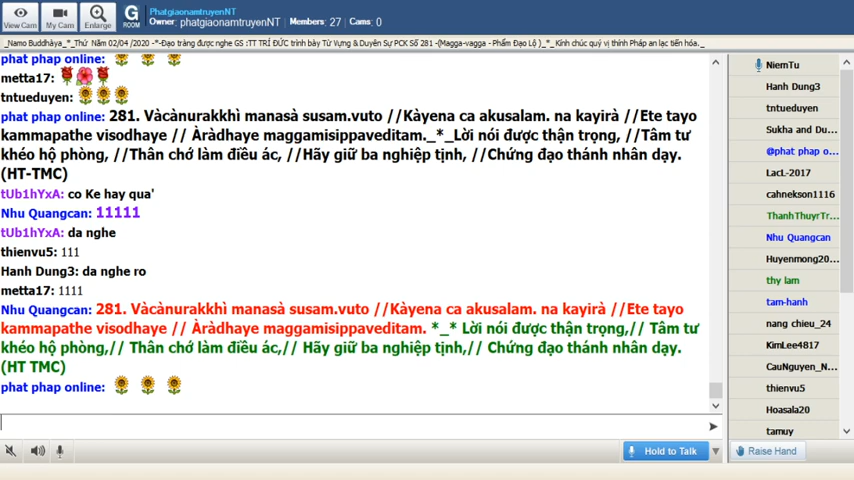 View Cam
My Cam
Enlarge
G
ROOM
PhatgiaonamtruyenNT
Owner: phatgiaonamtruyenNT | Members: 27 | Cams: 0
_Namo Buddhàya_*_Thứ Năm 02/04 /2020 -*-Đạo tràng được nghe GS :TT TRÍ ĐỨC trình bày Từ Vựng & Duyên Sự PCK Số 281 -(Magga-vagga - Phẩm Đạo Lộ )_*_ Kính chúc quý vị thính Pháp an lạc tiến hóa._
phat phap online:
metta17:
tntueduyen:
phat phap online: 281. Vàcànurakkhì manasà susam.vuto //Kàyena ca akusalam. na kayirà //Ete tayo
kammapathe visodhaye // Àràdhaye maggamisippaveditam._*_Lời nói được thận trọng, //Tâm tư
khéo hộ phòng, //Thân chớ làm điều ác, //Hãy giữ ba nghiệp tịnh, //Chứng đạo thánh nhân dạy.
(HT-TMC)
tUb1hYxA: co Ke hay qua'
Nhu Quangcan: 11111
tUb1hYxA: da nghe
thienvu5: 111
Hanh Dung3: da nghe ro
metta17: 1111
Nhu Quangcan: 281. Vàcànurakkhì manasà susam.vuto //Kàyena ca akusalam. na kayirà //Ete tayo
kammapathe visodhaye // Àràdhaye maggamisippaveditam. *_* Lời nói được thận trọng,// Tâm tư
khéo hộ phòng,// Thân chớ làm điều ác,// Hãy giữ ba nghiệp tịnh,// Chứng đạo thánh nhân dạy.
(HT TMC)
phat phap online:
Hold to Talk
NiemTu
Hanh Dung3
tntueduyen
Sukha and Du...
@phat phap o...
LacL-2017
cahnekson1116
ThanhThuyrTr...
Nhu Quangcan
Huyenmong20...
thy lam
tam-hanh
nang chieu_24
KimLee4817
CauNguyen_N...
thienvu5
Hoasala20
tamuy
Raise Hand